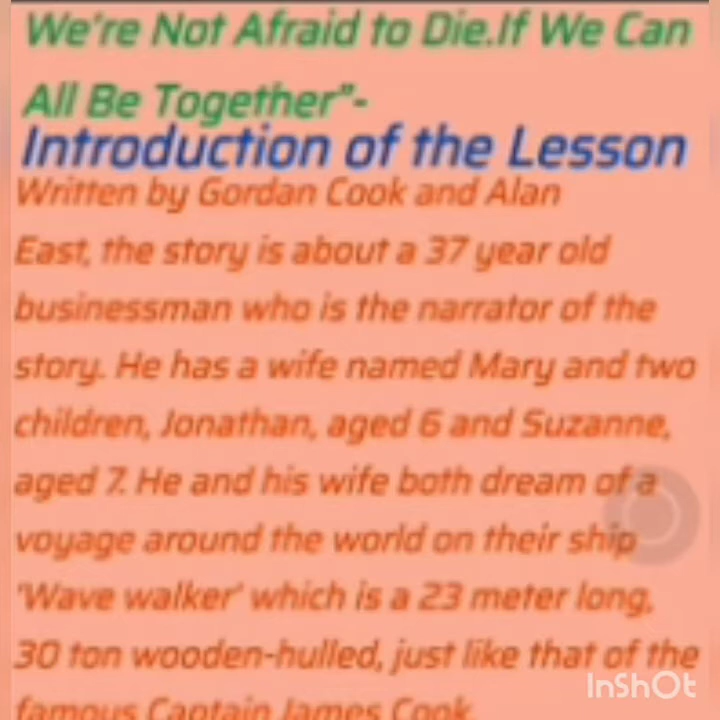 We're Not Afraid to Die.If We Can
All Be Together"-
Introduction of the Lesson
Written by Gordan Cook and Alan
East, the story is about a 37 year old
businessman who is the narrator of the
story. He has a wife named Mary and two
children, Jonathan, aged 6 and Suzanne,
aged 7. He and his wife both dream of a
voyage around the world on their ship
'Wave walker' which is a 23 meter long,
30 ton wooden-hulled, just like that of the
famous Captain James Cook.
InShOt